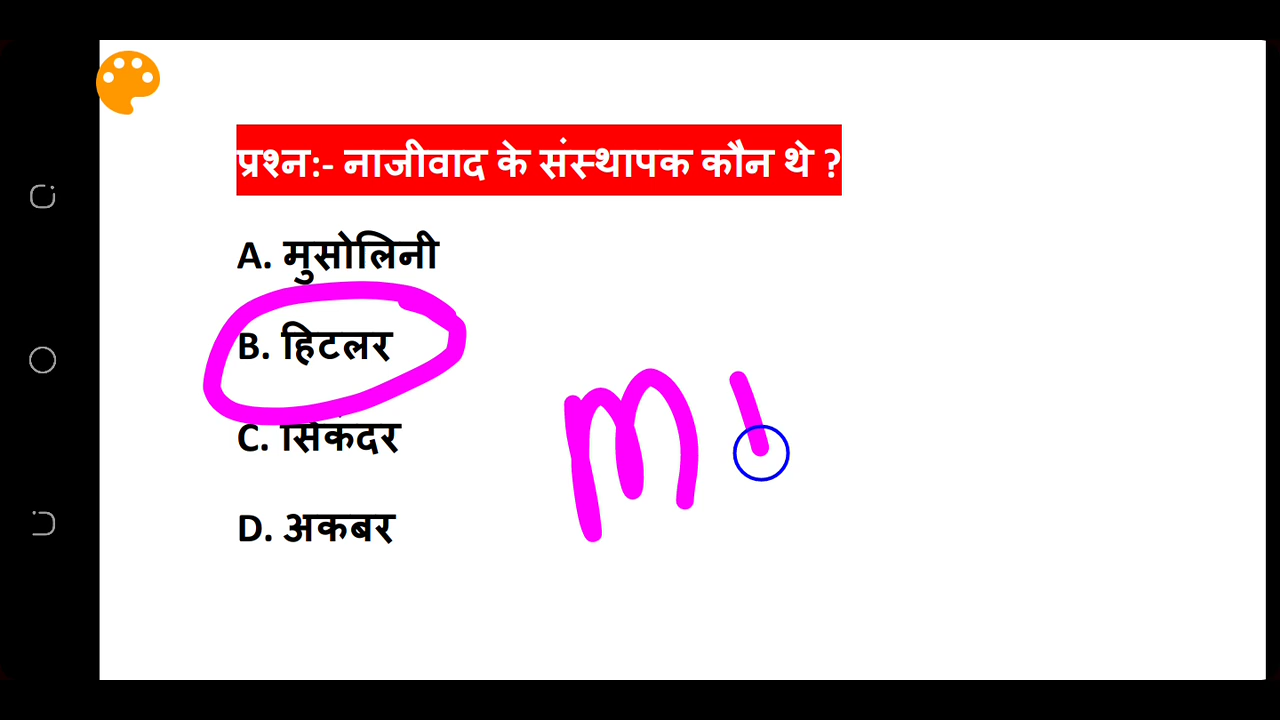 प्रश्न:- नाजीवाद के संस्थापक कौन थे ?
A. मुसोलिनी
B. हिटलर
C. सिकंदर
D. अकबर
m